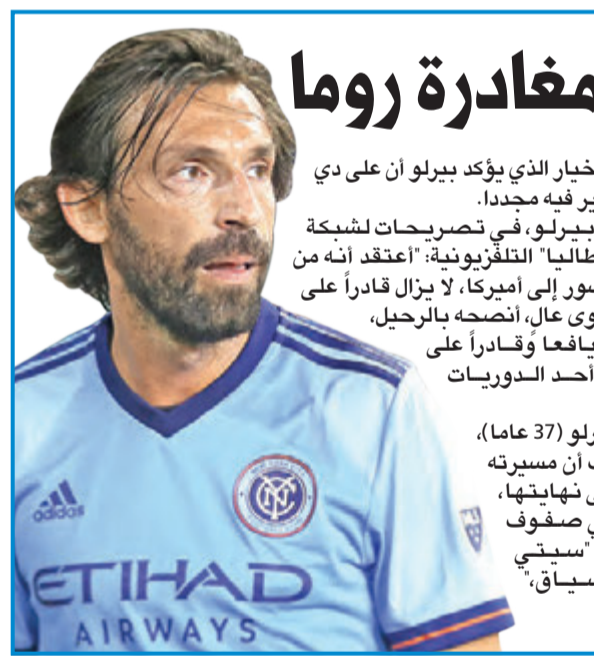 مغادرة روما
خيار الذي يؤكد بيرلو أن على دي
ير فيه مجددا.
بيرلو، في تصريحات لشبكة
طاليا" التلفزيونية: "أعتقد أنه من
سور إلى أميركا، لا يزال قادراً على
وى عال، أنصحه بالرحيل،
يافعا وقادراً على
أحد الدوريات
رلو (37 عاما)،
أن مسيرته
نهايتها،
ي صفوف
"سيتي
سياق،"
adidas
NYC
ETIHAD
AIRWAYS